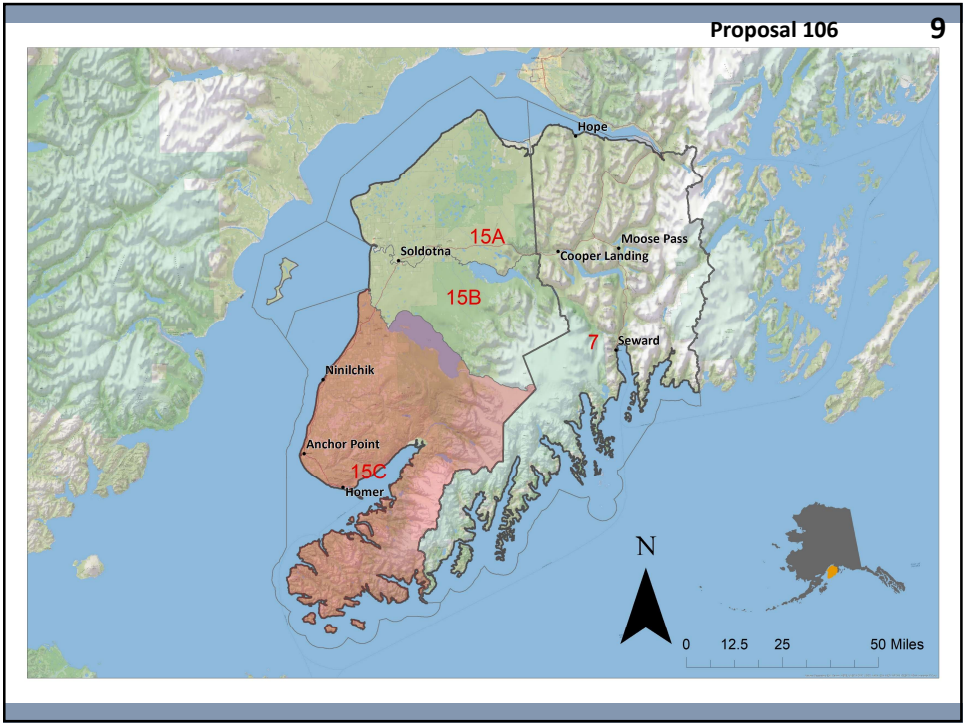 Proposal 106
9
Hope
15A
Moose Pass
Soldotna
Cooper Landing
15B
7
Seward
Ninilchik
Anchor Point
15C
Homer
N
0 12.5 25 50 Miles